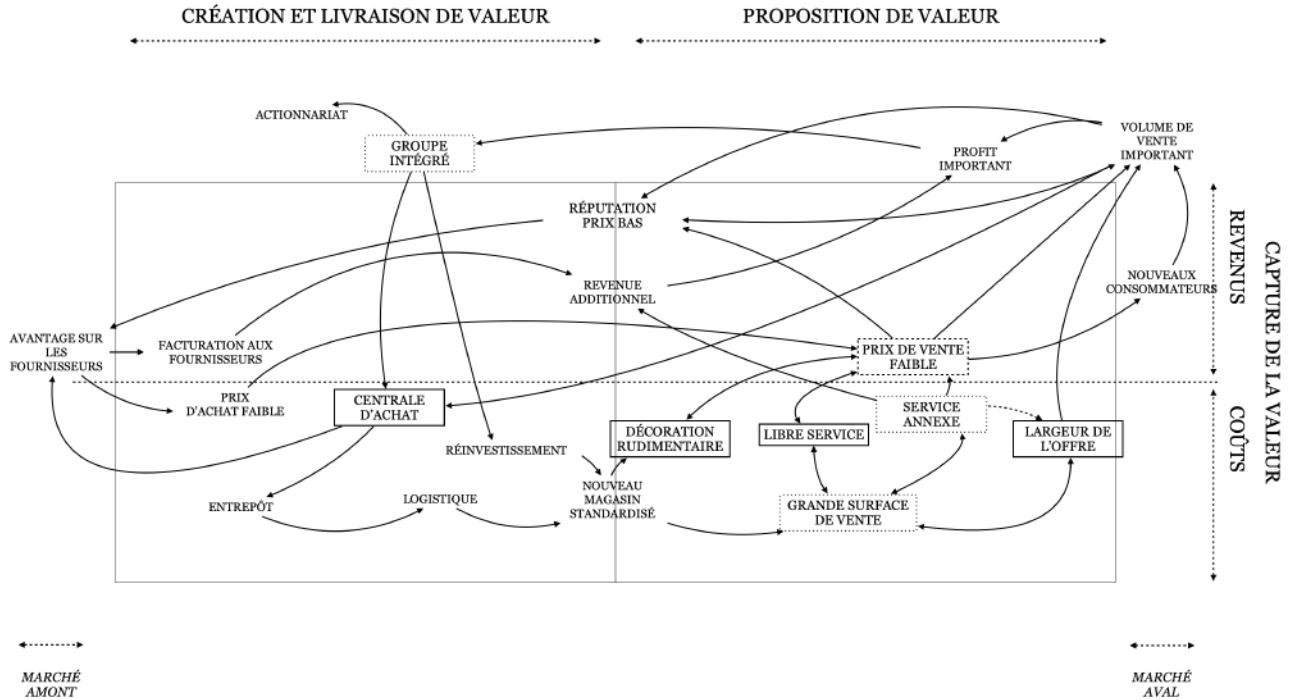 CRÉATION ET LIVRAISON DE VALEUR
PROPOSITION DE VALEUR
ACTIONNARIAT
GROUPE
INTÉGRÉ
PROFIT
IMPORTANT
VOLUME DE
VENTE
IMPORTANT
RÉPUTATION
PRIX BAS
REVENUE
ADDITIONNEL
NOUVEAUX
CONSOMMATEURS
REVENUS
CAPTURE DE LA VALEUR
AVANTAGE SUR
LES
FOURNISSEURS
FACTURATION AUX
FOURNISSEURS
PRIX DE VENTE
FAIBLE
PRIX
D'ACHAT FAIBLE
CENTRALE
D'ACHAT
SERVICE
ANNEXE
DÉCORATION
RUDIMENTAIRE
LIBRE SERVICE
LARGEUR DE
L'OFFRE
COÛTS
RÉINVESTISSEMENT
ENTREPÔT
LOGISTIQUE
NOUVEAU
MAGASIN
STANDARDISÉ
GRANDE SURFACE
DE VENTE
MARCHÉ
AMONT
MARCHÉ
AVAL